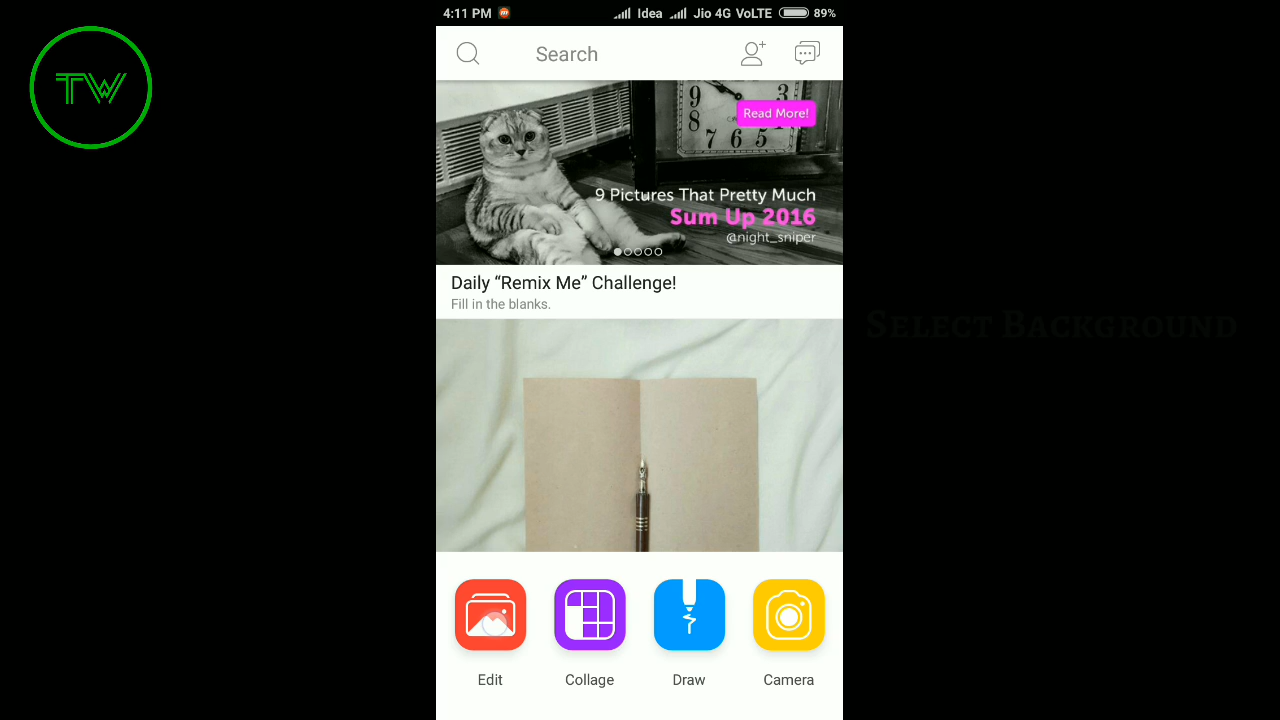 TW
4:11 PM
Idea
Jio 4G VoLTE
89%
Search
Read More!
9 Pictures That Pretty Much
Sum Up 2016
@night_sniper
Daily “Remix Me” Challenge!
Fill in the blanks.
Select Background
Edit
Collage
Draw
Camera